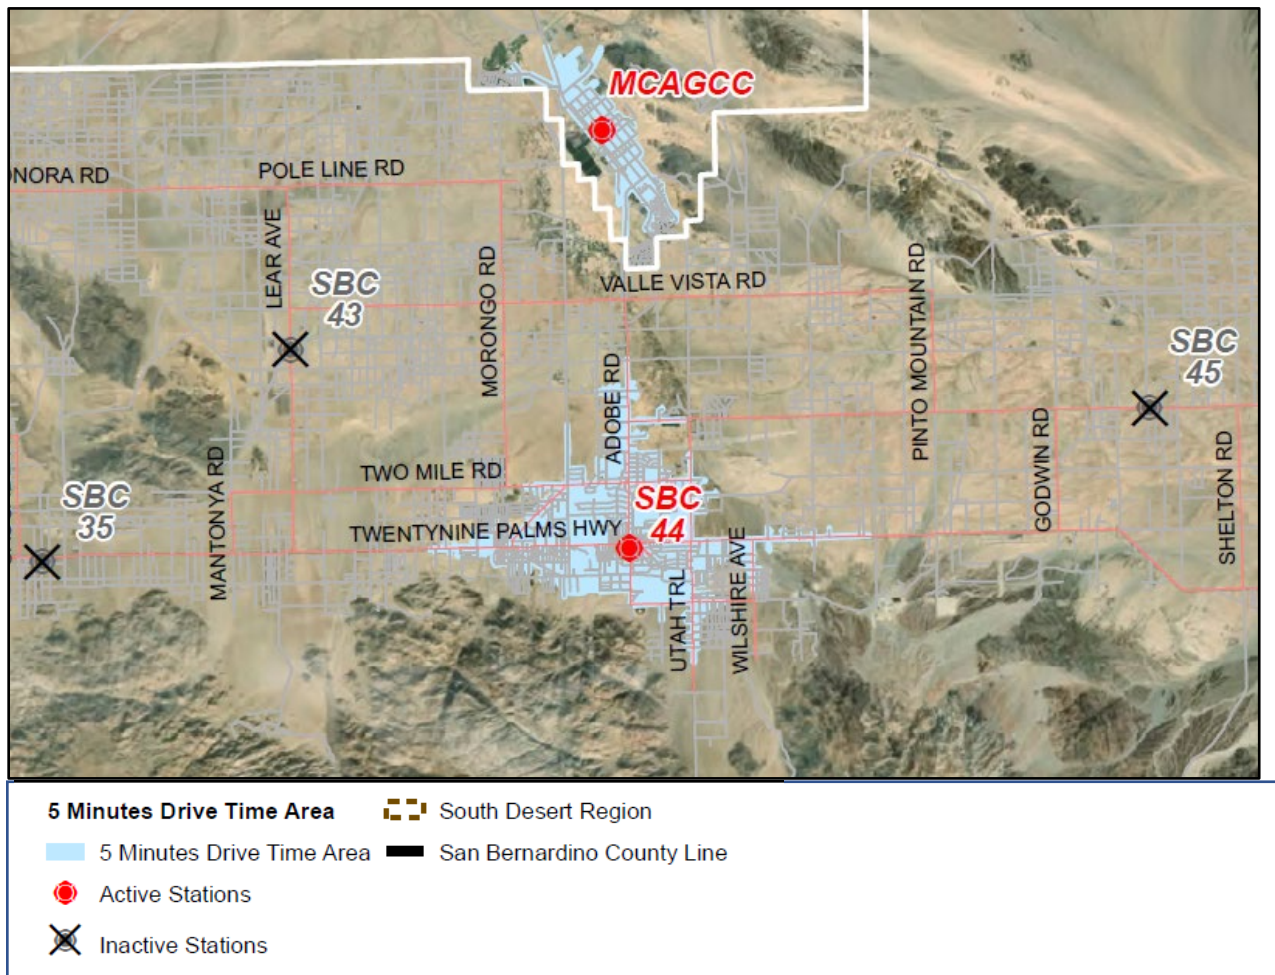 MCAGCC
ONORA RD
POLE LINE RD
LEAR AVE
SBC
43
MORONGO RD
VALLE VISTA RD
PINTO MOUNTAIN RD
SBC
45
ADOBE RD
GODWIN RD
SHELTON RD
MANTONYA RD
TWO MILE RD
SBC
35
SBC
44
TWENTYNINE PALMS HWY
UTAH TRL
WILSHIRE AVE
5 Minutes Drive Time Area
South Desert Region
5 Minutes Drive Time Area
San Bernardino County Line
Active Stations
Inactive Stations